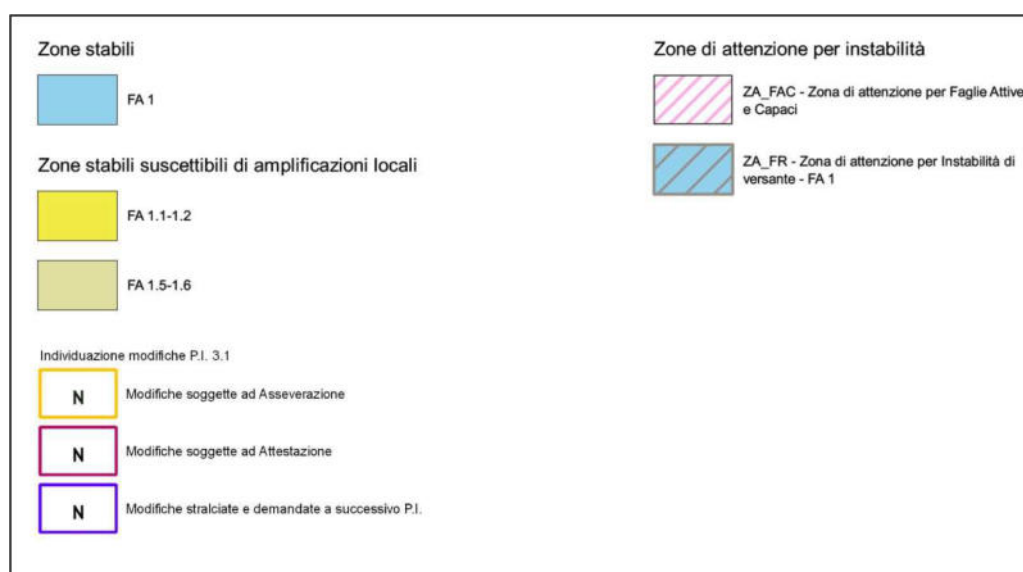 Zone stabili
FA 1
Zone stabili suscettibili di amplificazioni locali
FA 1.1-1.2
FA 1.5-1.6
Individuazione modifiche P.I. 3.1
N
Modifiche soggette ad Asseverazione
N
Modifiche soggette ad Attestazione
N
Modifiche stralciate e demandate a successivo P.I.
Zone di attenzione per instabilità
ZA_FAC - Zona di attenzione per Faglie Attive
e Capaci
ZA_FR - Zona di attenzione per Instabilità di
versante - FA 1